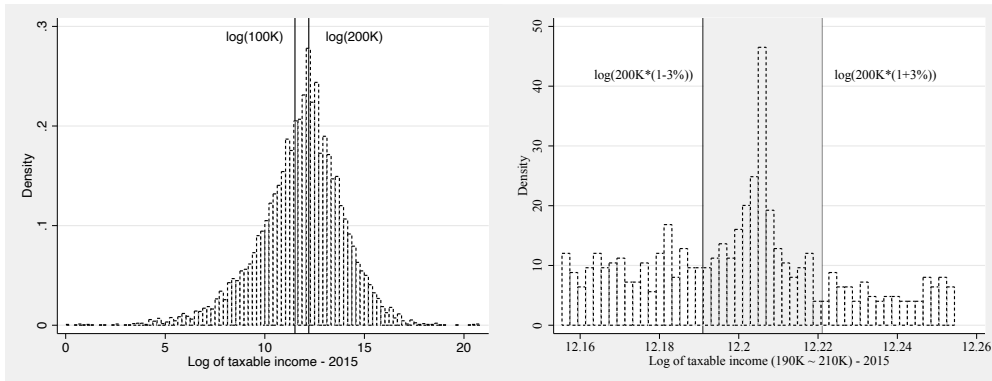 log(100K)
log(200K)
.3
.2
.1
0
Density
0
5
10
15
20
Log of taxable income - 2015
50
40
30
20
10
0
Density
log(200K*(1-3%))
log(200K*(1+3%))
12.16
12.18
12.2
12.22
12.24
12.26
Log of taxable income (190K ~ 210K) - 2015